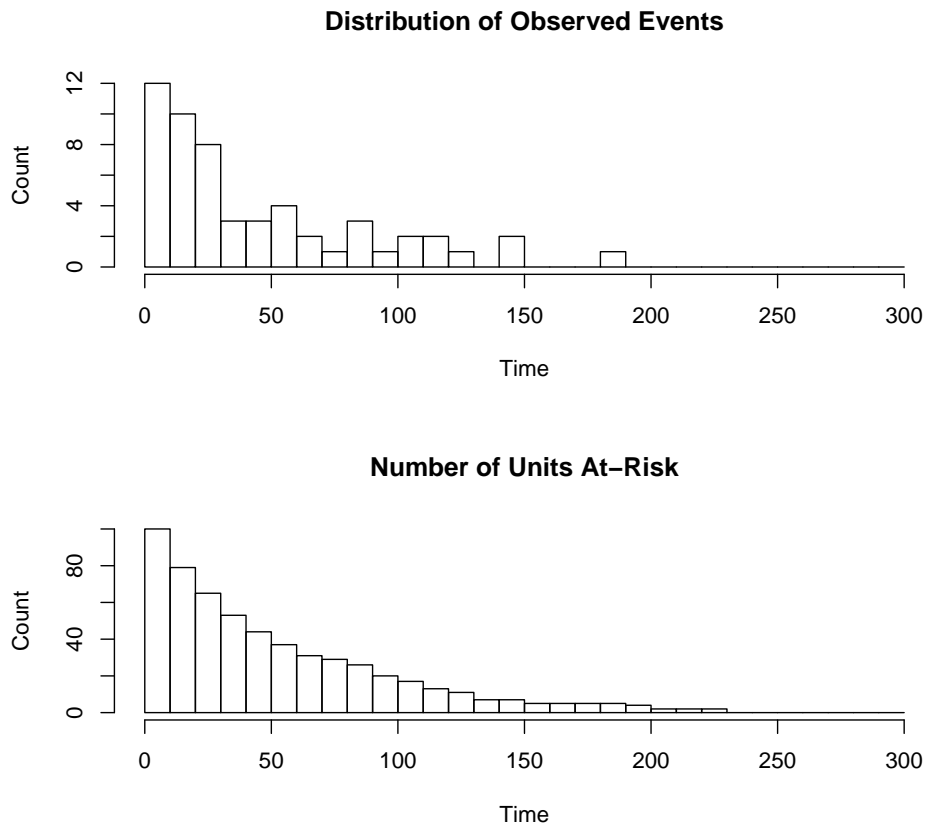 Distribution of Observed Events
Count
0 4 8 12
0 50 100 150 200 250 300
Time
Number of Units At−Risk
Count
0 40 80
0 50 100 150 200 250 300
Time